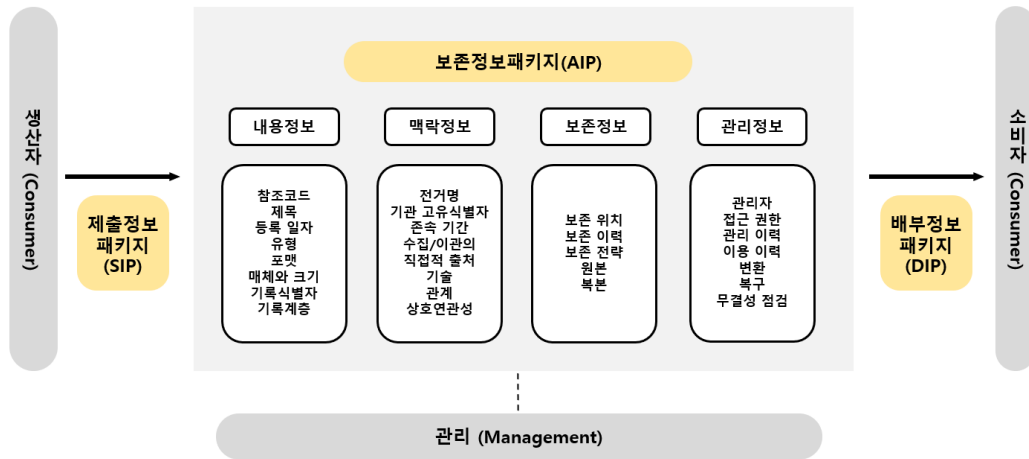 생산자 (Consumer)
제출정보
패키지
(SIP)
보존정보패키지(AIP)
내용정보
참조코드
제목
등록 일자
유형
포맷
매체와 크기
기록식별자
기록계층
맥락정보
전거명
기관 고유식별자
존속 기간
수집/이관의
직접적 출처
기술
관계
상호연관성
보존정보
보존 위치
보존 이력
보존 전략
원본
복본
관리정보
관리자
접근 권한
관리 이력
이용 이력
변환
복구
무결성 점검
배부정보
패키지
(DIP)
소비자 (Consumer)
관리 (Management)